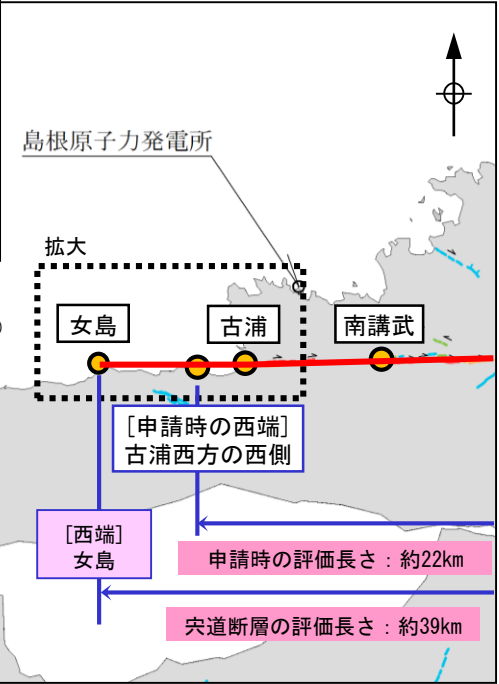 島根原子力発電所
拡大
女島
古浦
南講武
[申請時の西端]
古浦西方の西側
[西端]
女島
申請時の評価長さ：約22km
宍道断層の評価長さ：約39km